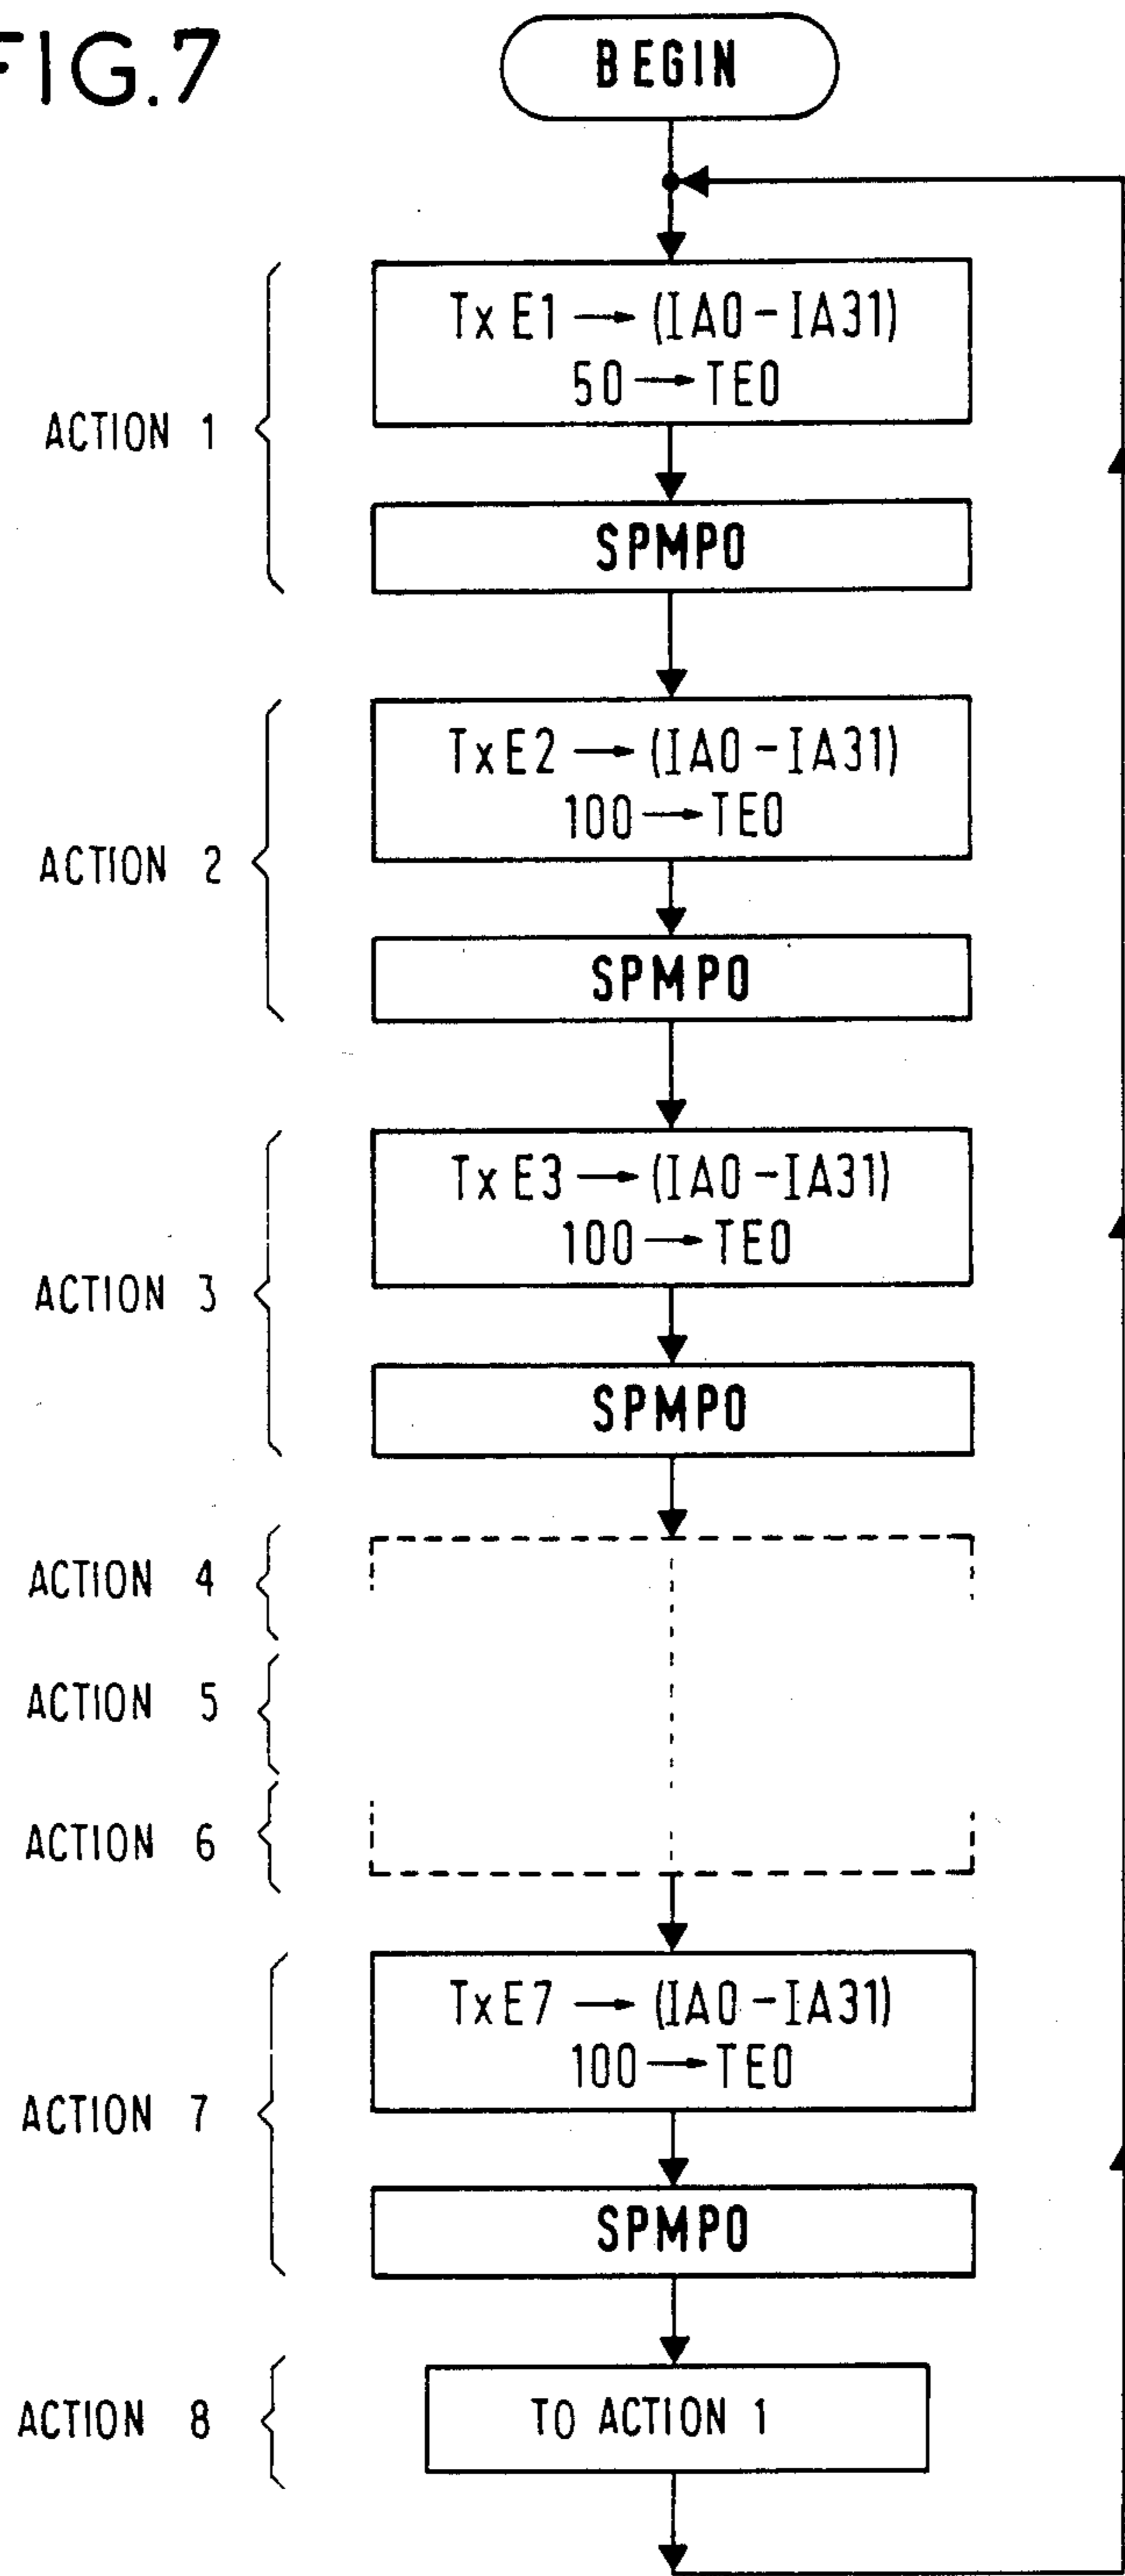 FIG.7
BEGIN
ACTION 1
TxE1 → (IA0-IA31)
50 → TE0
SPMP0
ACTION 2
TxE2 → (IA0-IA31)
100 → TE0
SPMP0
ACTION 3
TxE3 → (IA0-IA31)
100 → TE0
SPMP0
ACTION 4
ACTION 5
ACTION 6
ACTION 7
TxE7 → (IA0-IA31)
100 → TE0
SPMP0
ACTION 8
TO ACTION 1